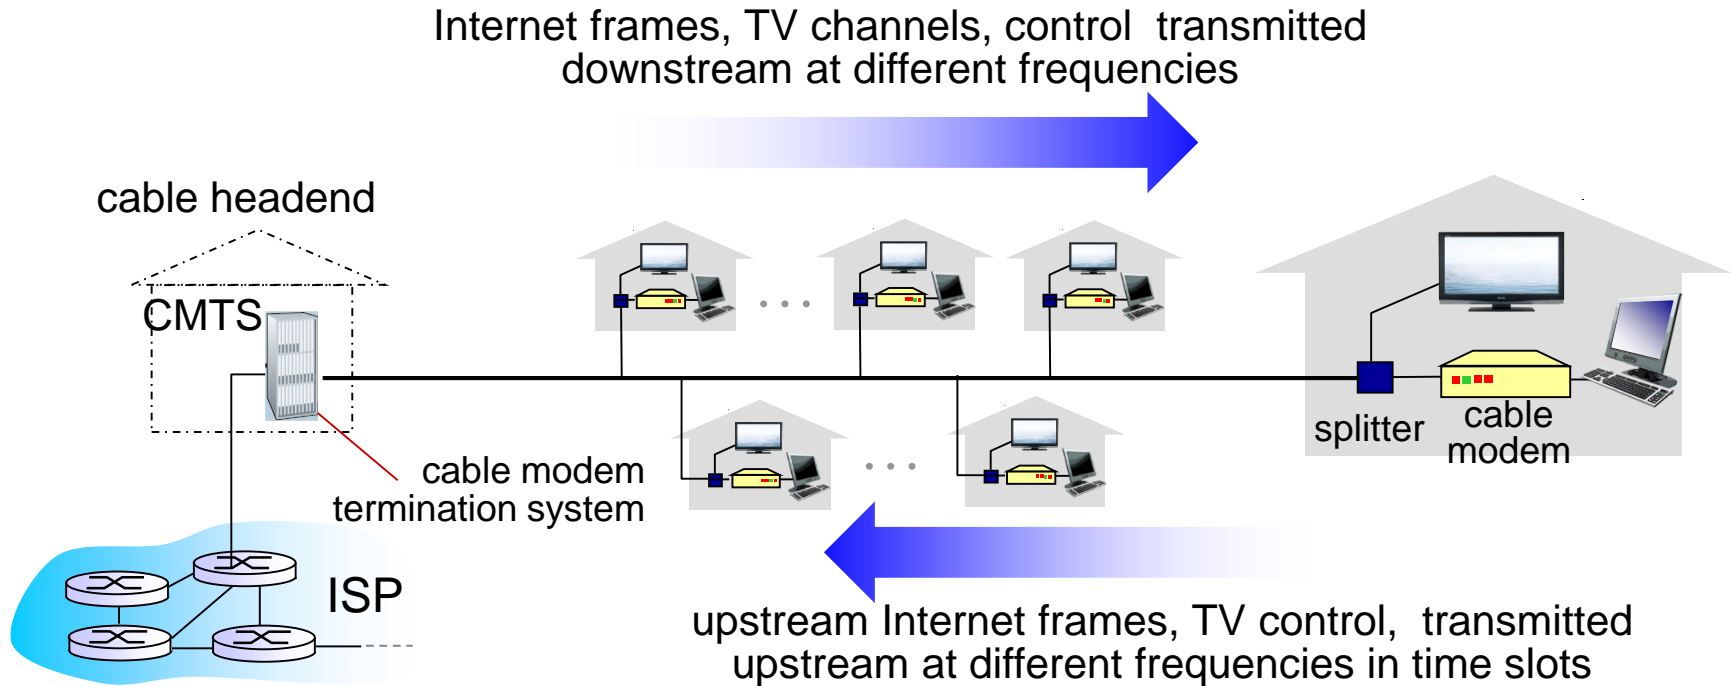 Internet frames, TV channels, control  transmitted
downstream at different frequencies
cable headend
CMTS
splitter
cable
modem
cable modem
termination system
ISP
upstream Internet frames, TV control,  transmitted
upstream at different frequencies in time slots